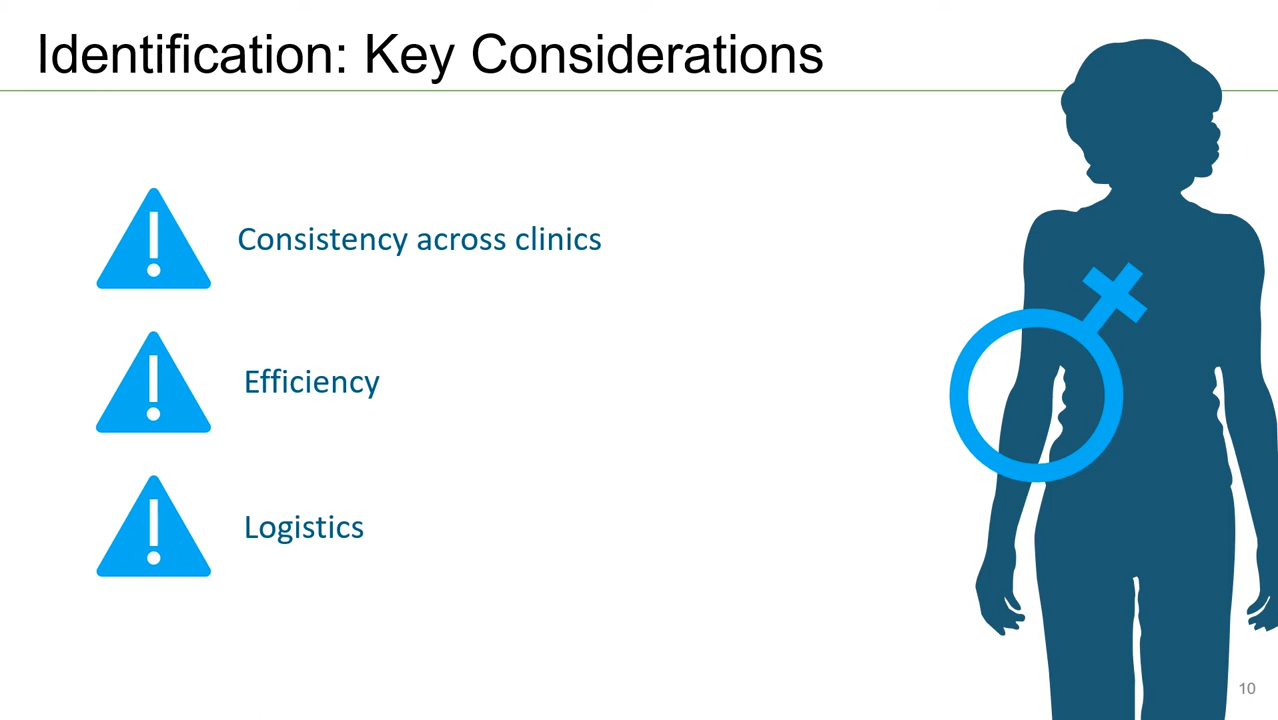 Identification: Key Considerations
Consistency across clinics
Efficiency
Logistics
10